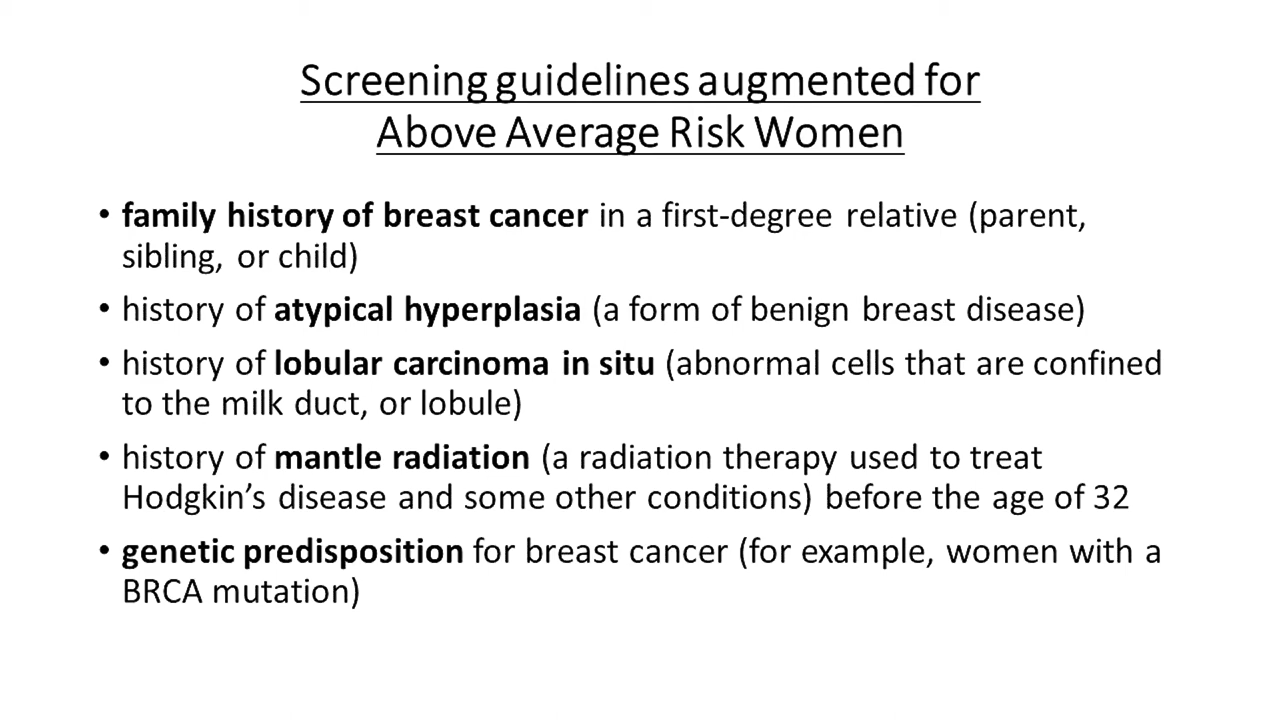 Screening guidelines augmented for
Above Average Risk Women
• family history of breast cancer in a first-degree relative (parent,
sibling, or child)
• history of atypical hyperplasia (a form of benign breast disease)
• history of lobular carcinoma in situ (abnormal cells that are confined
to the milk duct, or lobule)
• history of mantle radiation (a radiation therapy used to treat
Hodgkin’s disease and some other conditions) before the age of 32
• genetic predisposition for breast cancer (for example, women with a
BRCA mutation)